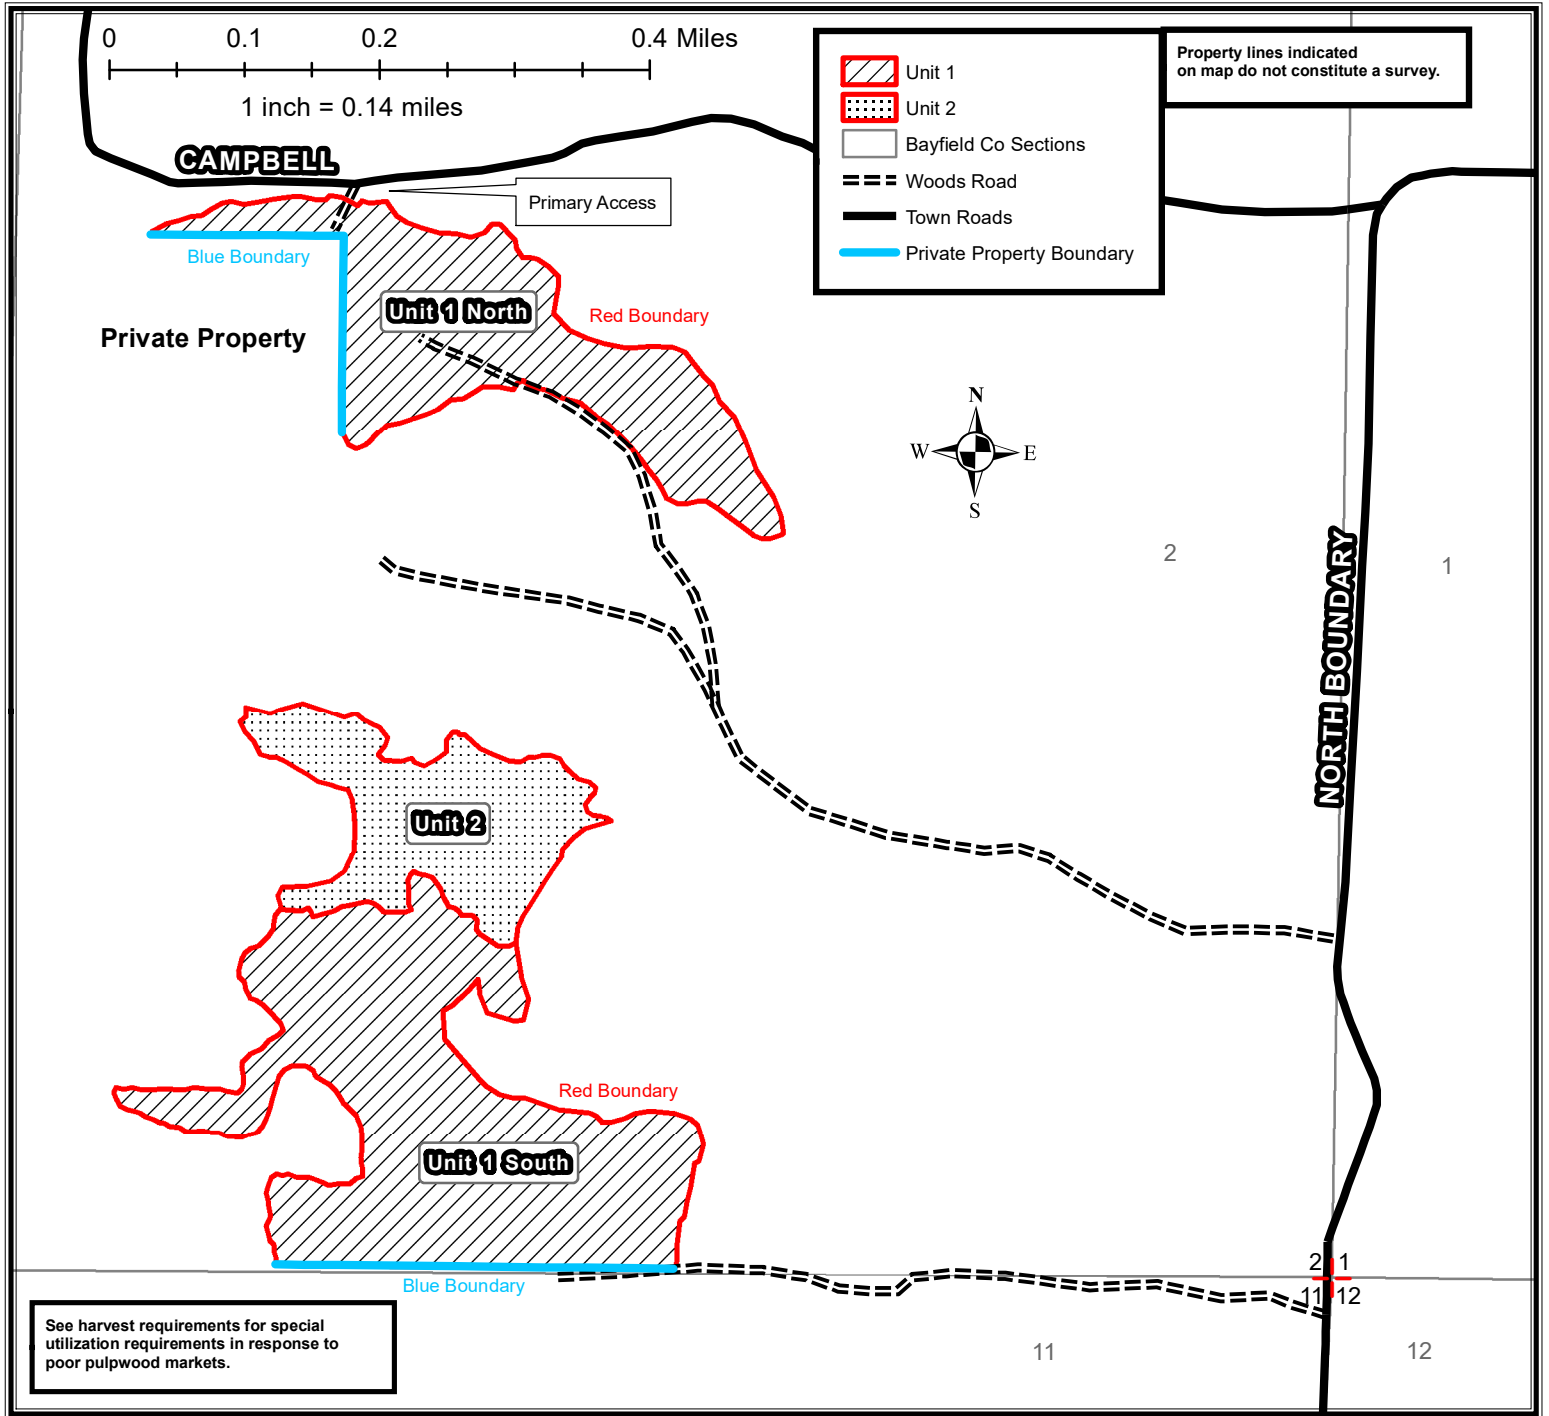 0 0.1 0.2 0.4 Miles
1 inch = 0.14 miles
Unit 1
Unit 2
Bayfield Co Sections
Woods Road
Town Roads
Private Property Boundary
Property lines indicated
on map do not constitute a survey.
CAMPBELL
Primary Access
Blue Boundary
Unit 1 North
Red Boundary
Private Property
N
W E
S
2
1
NORTH BOUNDARY
Unit 2
Red Boundary
Unit 1 South
Blue Boundary
2 1
11 12
11
12
See harvest requirements for special
utilization requirements in response to
poor pulpwood markets.